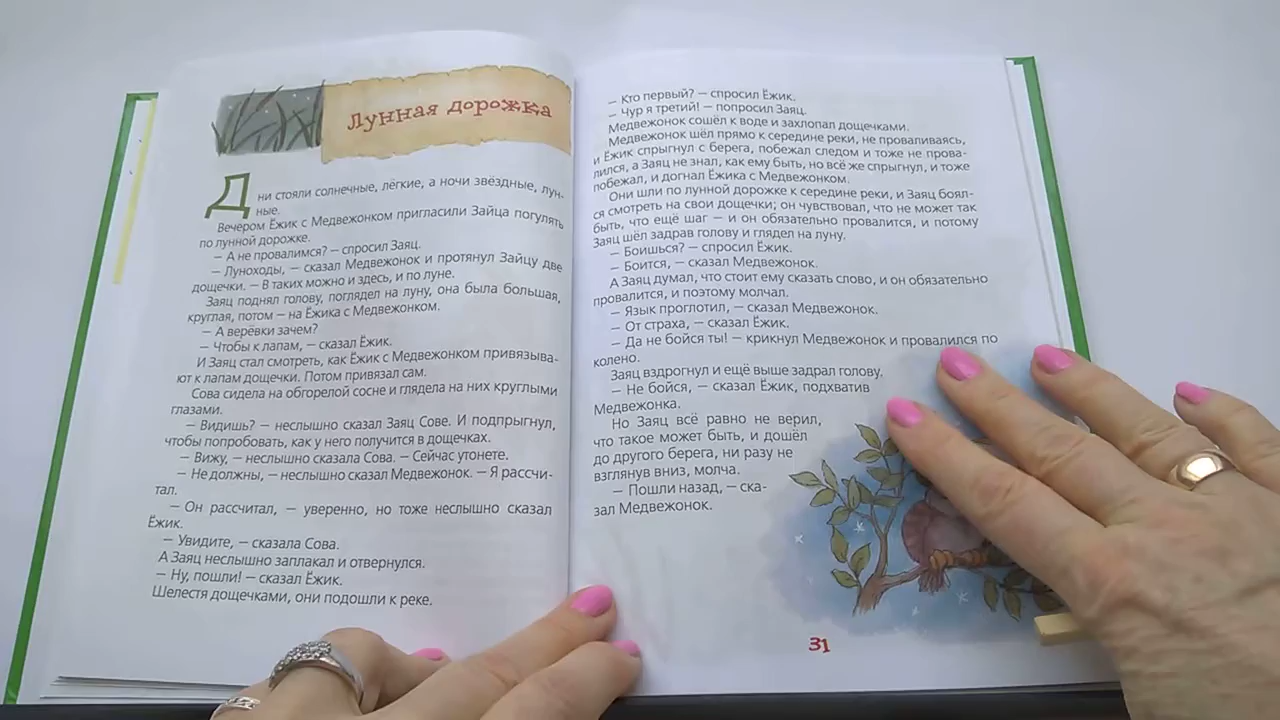 Лунная дорожка
Дни стояли солнечные, лёгкие, а ночи звёздные, лун-
ные.
Вечером Ёжик с Медвежонком пригласили Зайца погулять
по лунной дорожке.
— А не провалимся? — спросил Заяц.
— Луноходы, — сказал Медвежонок и протянул Зайцу две
дощечки. — В таких можно и здесь, и по луне.
Заяц поднял голову, поглядел на луну, она была большая,
круглая, потом — на Ёжика с Медвежонком.
— А верёвки зачем?
— Чтобы к лапам, — сказал Ёжик.
И Заяц стал смотреть, как Ёжик с Медвежонком привязыва-
ют к лапам дощечки. Потом привязал сам.
Сова сидела на обгорелой сосне и глядела на них круглыми
глазами.
— Видишь? — неслышно сказал Заяц Сове. И подпрыгнул,
чтобы попробовать, как у него получится в дощечках.
— Вижу, — неслышно сказала Сова. — Сейчас утонете.
— Не должны, — неслышно сказал Медвежонок. — Я рассчи-
тал.
— Он рассчитал, — уверенно, но тоже неслышно сказал
Ёжик.
— Увидите, — сказала Сова.
А Заяц неслышно заплакал и отвернулся.
— Ну, пошли! — сказал Ёжик.
Шелестя дощечками, они подошли к реке.
— Кто первый? — спросил Ёжик.
— Чур я третий! — попросил Заяц.
Медвежонок сошёл к воде и захлопал дощечками.
Медвежонок шёл прямо к середине реки, не проваливаясь,
и Ёжик спрыгнул с берега, побежал следом и тоже не прова-
лился, а Заяц не знал, как ему быть, но всё же спрыгнул, и тоже
побежал, и догнал Ёжика с Медвежонком.
Они шли по лунной дорожке к середине реки, и Заяц боял-
ся смотреть на свои дощечки; он чувствовал, что не может так
быть, что ещё шаг — и он обязательно провалится, и потому
Заяц шёл задрав голову и глядел на луну.
— Боишься? — спросил Ёжик.
— Боится, — сказал Медвежонок.
А Заяц думал, что стоит ему сказать слово, и он обязательно
провалится, и поэтому молчал.
— Язык проглотил, — сказал Медвежонок.
— От страха, — сказал Ёжик.
— Да не бойся ты! — крикнул Медвежонок и провалился по
колено.
Заяц вздрогнул и ещё выше задрал голову.
— Не бойся, — сказал Ёжик, подхватив
Медвежонка.
Но Заяц всё равно не верил,
что такое может быть, и дошёл
до другого берега, ни разу не
взглянув вниз, молча.
— Пошли назад, — ска-
зал Медвежонок.
31